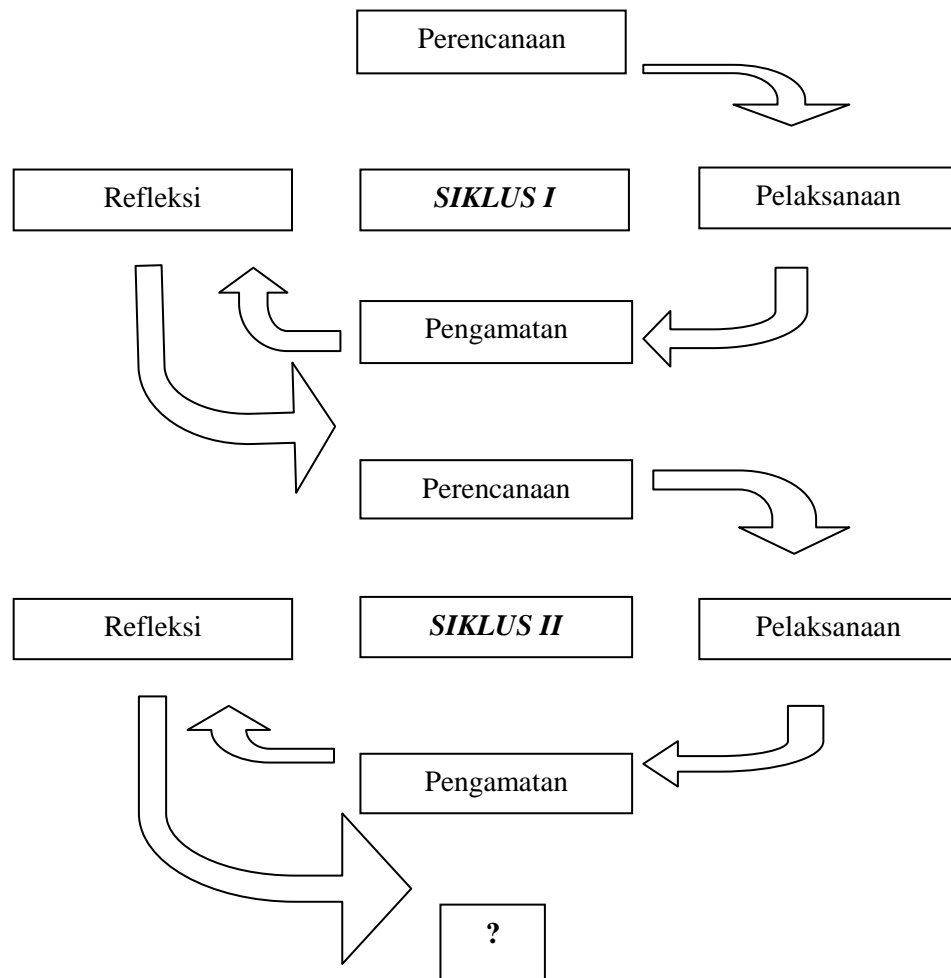 Perencanaan
Refleksi
SIKLUS I
Pelaksanaan
Pengamatan
Perencanaan
Refleksi
SIKLUS II
Pelaksanaan
Pengamatan
?